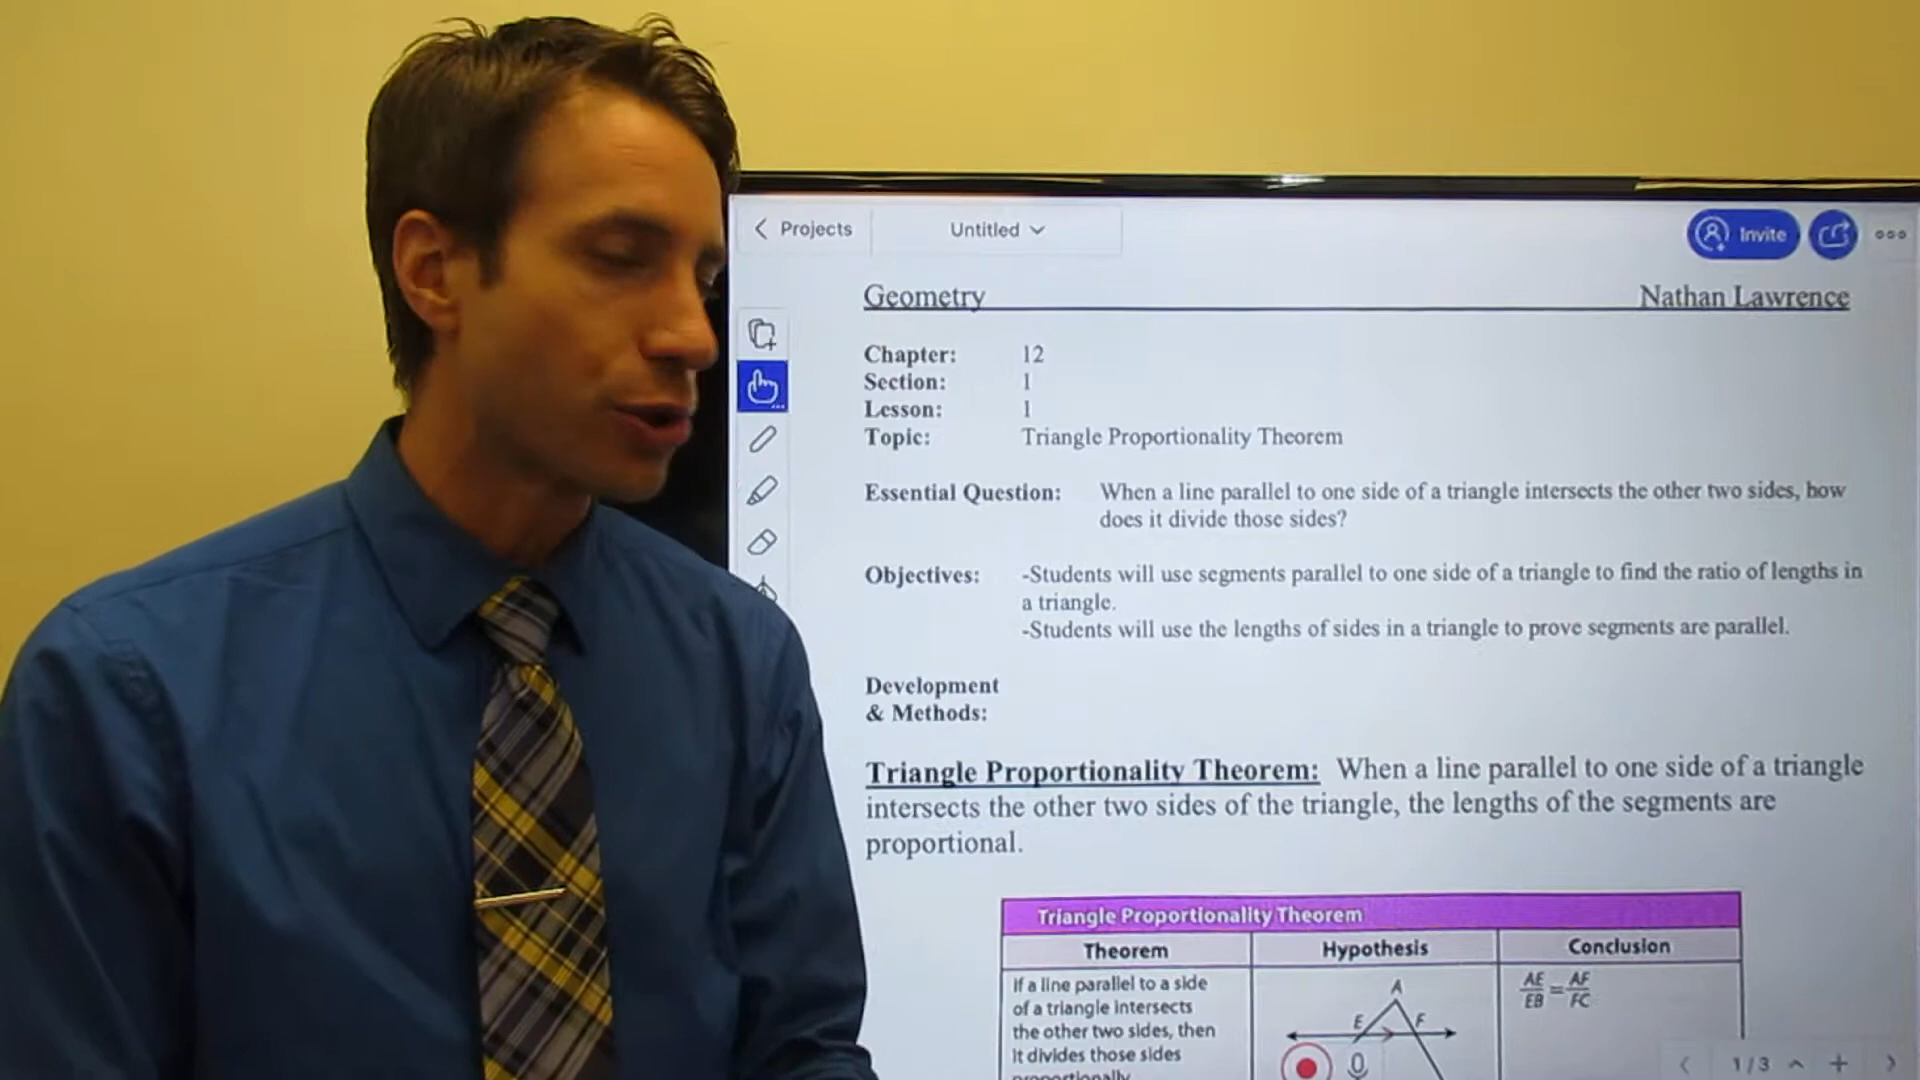 Projects
Untitled
Invite
Geometry Nathan Lawrence
Chapter: 12
Section: 1
Lesson: 1
Topic: Triangle Proportionality Theorem
Essential Question: When a line parallel to one side of a triangle intersects the other two sides, how
does it divide those sides?
Objectives: -Students will use segments parallel to one side of a triangle to find the ratio of lengths in
a triangle.
-Students will use the lengths of sides in a triangle to prove segments are parallel.
Development
& Methods:
Triangle Proportionality Theorem: When a line parallel to one side of a triangle
intersects the other two sides of the triangle, the lengths of the segments are
proportional.
Triangle Proportionality Theorem
Theorem Hypothesis Conclusion
If a line parallel to a side
of a triangle intersects
the other two sides, then
it divides those sides
proportionally
A
E F
AE/EB = AF/FC
1/3